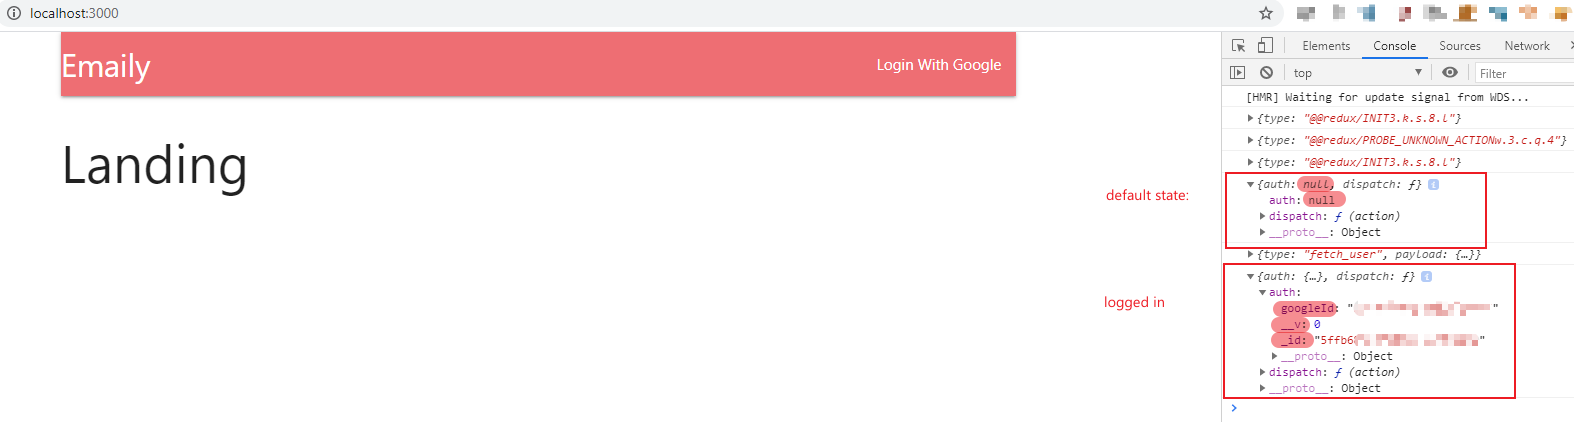 localhost:3000
Emaily
Login With Google
Landing
default state:
logged in
Elements Console Sources Network
top Filter
[HMR] Waiting for update signal from WDS...
{type: "@@redux/INIT3.k.s.8.l"}
{type: "@@redux/PROBE_UNKNOWN_ACTIONw.3.c.q.4"}
{type: "@@redux/INIT3.k.s.8.l"}
{auth: null, dispatch: ƒ}
auth: null
dispatch: ƒ (action)
__proto__: Object
{type: "fetch_user", payload: {…}}
{auth: {…}, dispatch: ƒ}
auth:
googleId: " "
__v: 0
_id: "5ffb6 "
__proto__: Object
dispatch: ƒ (action)
__proto__: Object